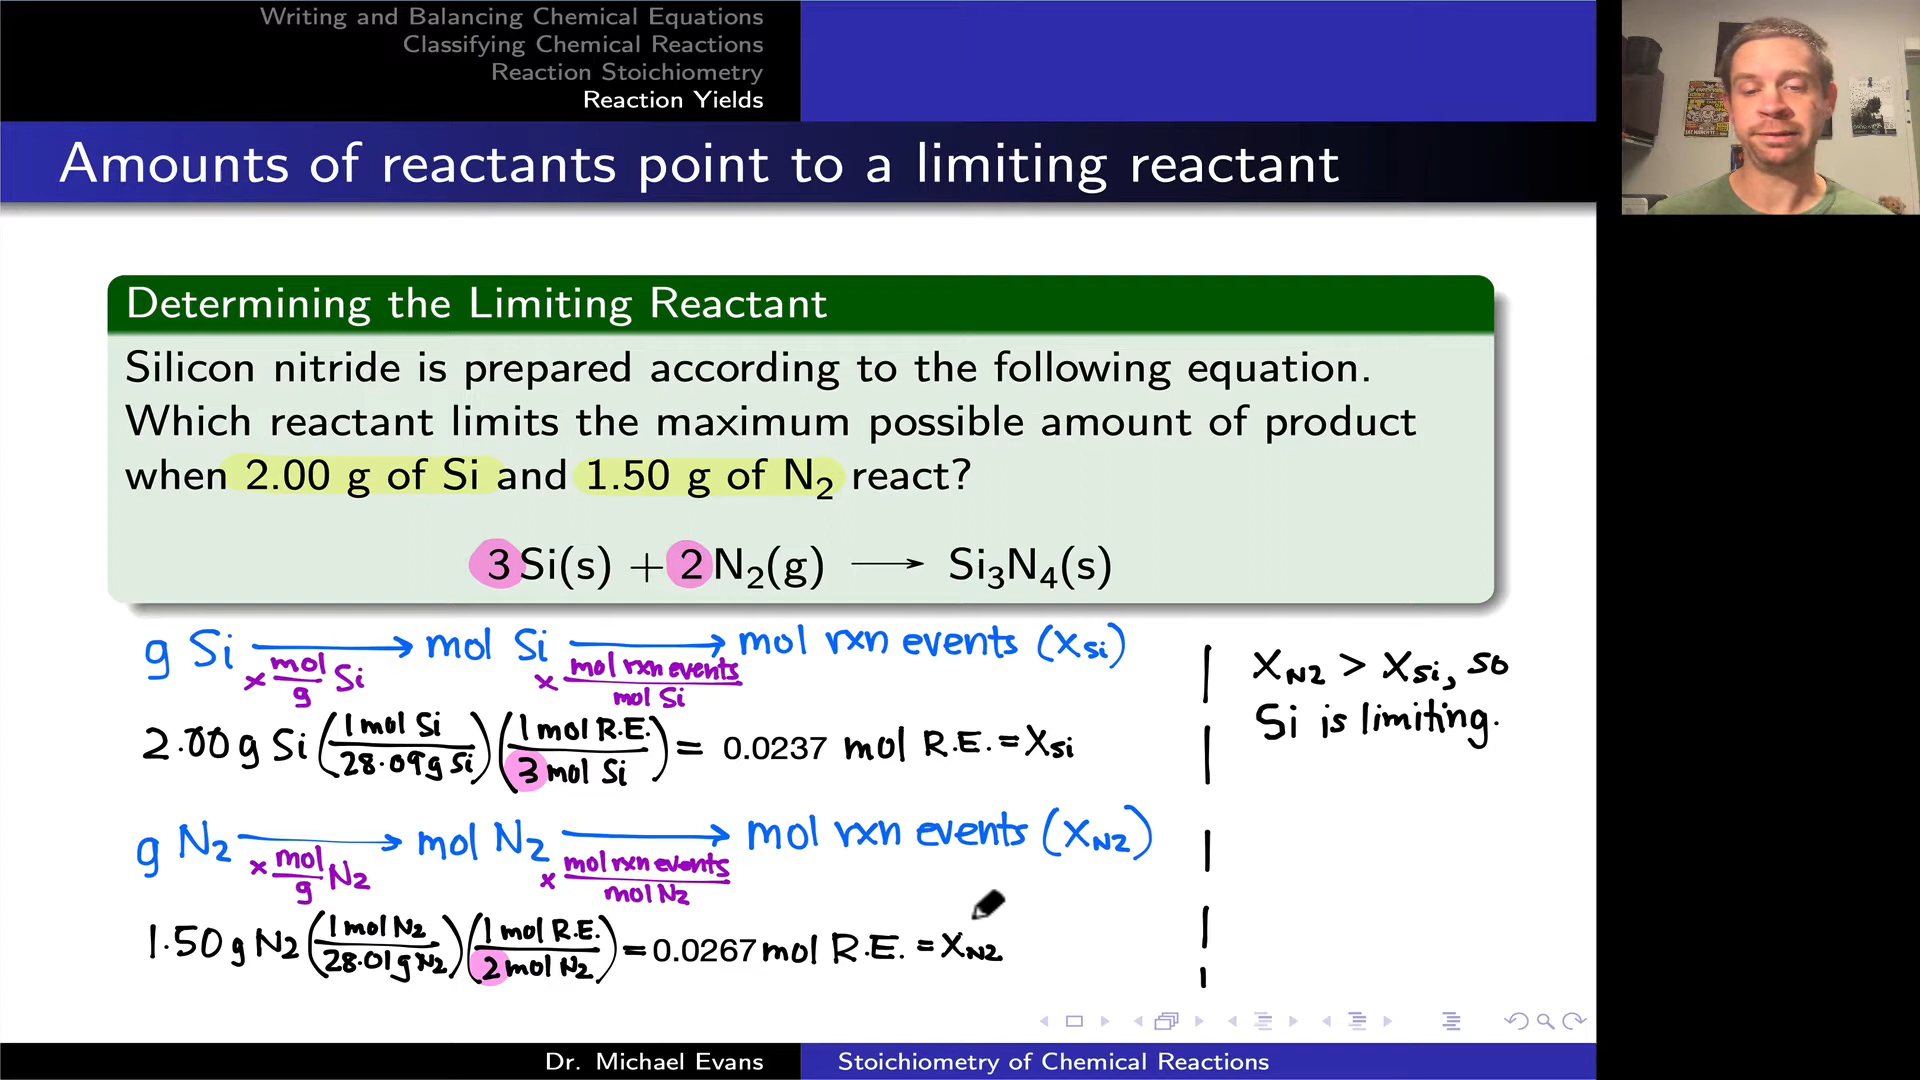 Writing and Balancing Chemical Equations
Classifying Chemical Reactions
Reaction Stoichiometry
Reaction Yields
Amounts of reactants point to a limiting reactant
Determining the Limiting Reactant
Silicon nitride is prepared according to the following equation.
Which reactant limits the maximum possible amount of product
when 2.00 g of Si and 1.50 g of N₂ react?
3Si(s) + 2N₂(g) ⟶ Si₃N₄(s)
g Si ⟶ mol Si ⟶ mol rxn events (x_Si)
× mol/g Si × mol rxn events/mol Si
2.00 g Si (1 mol Si/28.09 g Si) (1 mol R.E./3 mol Si) = 0.0237 mol R.E. = x_Si
g N₂ ⟶ mol N₂ ⟶ mol rxn events (x_N2)
× mol/g N₂ × mol rxn events/mol N₂
1.50 g N₂ (1 mol N₂/28.01 g N₂) (1 mol R.E./2 mol N₂) = 0.0267 mol R.E. = x_N2
x_N2 > x_Si, so
Si is limiting.
Dr. Michael Evans
Stoichiometry of Chemical Reactions